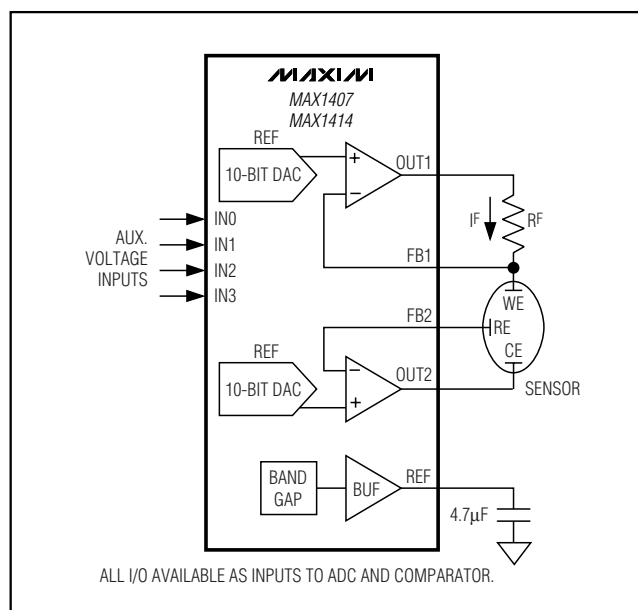 MAXIM
MAX1407
MAX1414
REF
10-BIT DAC
+
−
OUT1
IF
RF
FB1
AUX.
VOLTAGE
INPUTS
IN0
IN1
IN2
IN3
WE
FB2
RE
CE
SENSOR
REF
10-BIT DAC
−
+
OUT2
BAND
GAP
BUF
REF
4.7μF
ALL I/O AVAILABLE AS INPUTS TO ADC AND COMPARATOR.